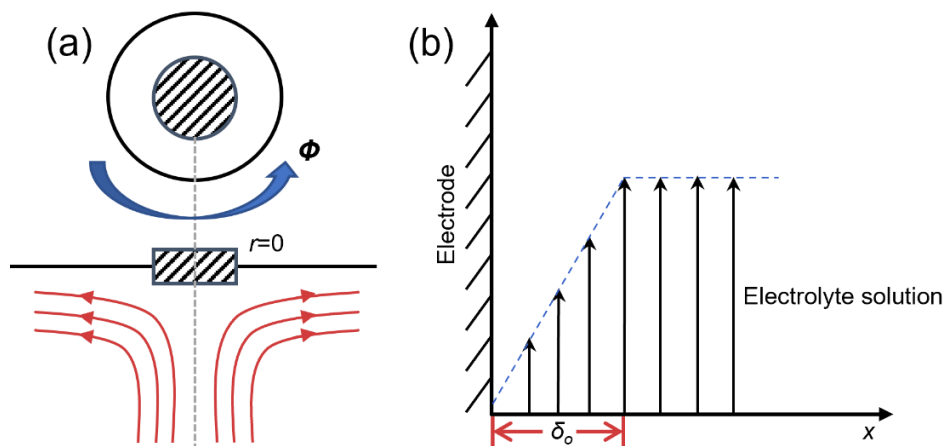 (a)
Φ
r=0
(b)
Electrode
Electrolyte solution
δo
x